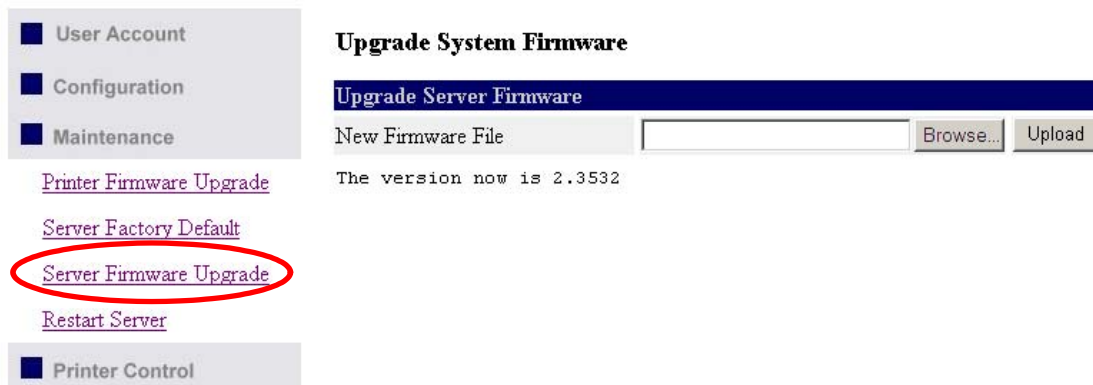 User Account
Configuration
Maintenance
Printer Firmware Upgrade
Server Factory Default
Server Firmware Upgrade
Restart Server
Printer Control
Upgrade System Firmware
Upgrade Server Firmware
New Firmware File Browse... Upload
The version now is 2.3532